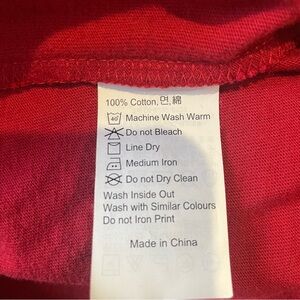 100% Cotton,면,綿
40 Machine Wash Warm
Do not Bleach
Line Dry
Medium Iron
Do not Dry Clean
Wash Inside Out
Wash with Similar Colours
Do not Iron Print
Made in China